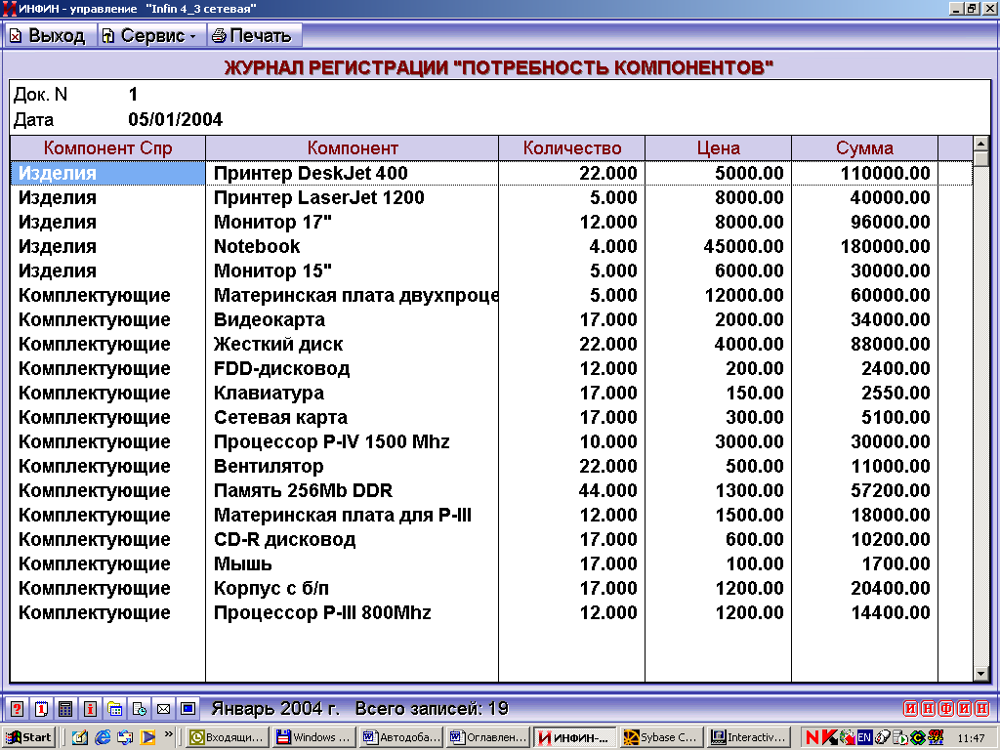 ИНФИН - управление "Infin 4_3 сетевая"
Выход Сервис Печать
ЖУРНАЛ РЕГИСТРАЦИИ "ПОТРЕБНОСТЬ КОМПОНЕНТОВ"
Док. N 1
Дата 05/01/2004
Компонент Спр Компонент Количество Цена Сумма
Изделия Принтер DeskJet 400 22.000 5000.00 110000.00
Изделия Принтер LaserJet 1200 5.000 8000.00 40000.00
Изделия Монитор 17" 12.000 8000.00 96000.00
Изделия Notebook 4.000 45000.00 180000.00
Изделия Монитор 15" 5.000 6000.00 30000.00
Комплектующие Материнская плата двухпроце 5.000 12000.00 60000.00
Комплектующие Видеокарта 17.000 2000.00 34000.00
Комплектующие Жесткий диск 22.000 4000.00 88000.00
Комплектующие FDD-дисковод 12.000 200.00 2400.00
Комплектующие Клавиатура 17.000 150.00 2550.00
Комплектующие Сетевая карта 17.000 300.00 5100.00
Комплектующие Процессор P-IV 1500 Mhz 10.000 3000.00 30000.00
Комплектующие Вентилятор 22.000 500.00 11000.00
Комплектующие Память 256Mb DDR 44.000 1300.00 57200.00
Комплектующие Материнская плата для P-III 12.000 1500.00 18000.00
Комплектующие CD-R дисковод 17.000 600.00 10200.00
Комплектующие Мышь 17.000 100.00 1700.00
Комплектующие Корпус с б/п 17.000 1200.00 20400.00
Комплектующие Процессор P-III 800Mhz 12.000 1200.00 14400.00
Январь 2004 г. Всего записей: 19 ИНФИН
Start Входящи... Windows ... Автодоба... Оглавлен... ИНФИН-... Sybase C... Interactiv... EN 11:47